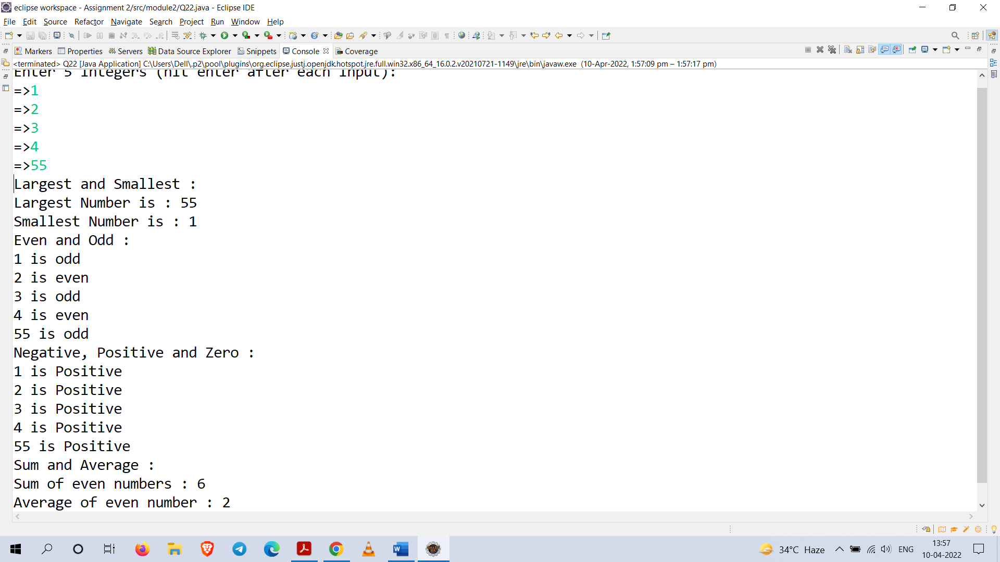 eclipse workspace - Assignment 2/src/module2/Q22.java - Eclipse IDE
File Edit Source Refactor Navigate Search Project Run Window Help
Markers Properties Servers Data Source Explorer Snippets Console Coverage
<terminated> Q22 [Java Application] C:\Users\Dell\.p2\pool\plugins\org.eclipse.justj.openjdk.hotspot.jre.full.win32.x86_64_16.0.2.v20210721-1149\jre\bin\javaw.exe (10-Apr-2022, 1:57:09 pm – 1:57:17 pm)
Enter 5 integers (hit enter after each input):
=>1
=>2
=>3
=>4
=>55
Largest and Smallest :
Largest Number is : 55
Smallest Number is : 1
Even and Odd :
1 is odd
2 is even
3 is odd
4 is even
55 is odd
Negative, Positive and Zero :
1 is Positive
2 is Positive
3 is Positive
4 is Positive
55 is Positive
Sum and Average :
Sum of even numbers : 6
Average of even number : 2
34°C Haze ENG 13:57
10-04-2022